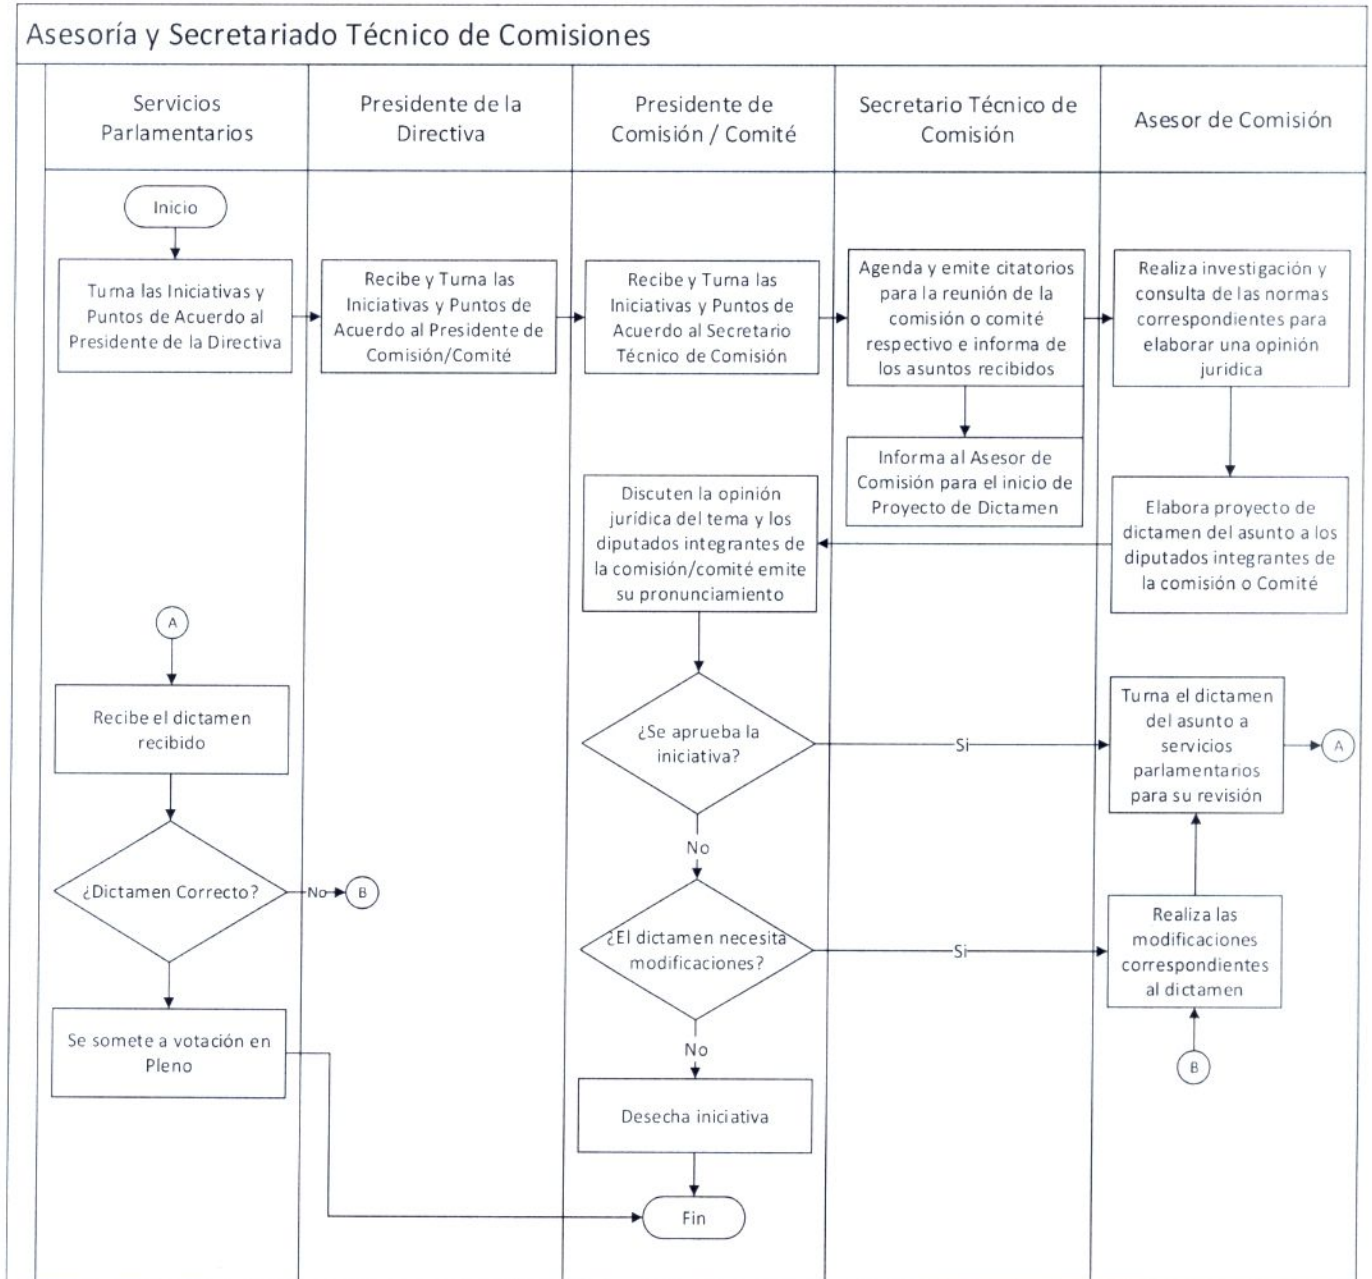 Asesoría y Secretariado Técnico de Comisiones
Servicios
Parlamentarios
Presidente de la
Directiva
Presidente de
Comisión / Comité
Secretario Técnico de
Comisión
Asesor de Comisión
Inicio
Turna las Iniciativas y
Puntos de Acuerdo al
Presidente de la Directiva
Recibe y Turna las
Iniciativas y Puntos de
Acuerdo al Presidente de
Comisión/Comité
Recibe y Turna las
Iniciativas y Puntos de
Acuerdo al Secretario
Técnico de Comisión
Agenda y emite citatorios
para la reunión de la
comisión o comité
respectivo e informa de
los asuntos recibidos
Realiza investigación y
consulta de las normas
correspondientes para
elaborar una opinión
juridica
Informa al Asesor de
Comisión para el inicio de
Proyecto de Dictamen
Discuten la opinión
jurídica del tema y los
diputados integrantes de
la comisión/comité emite
su pronunciamiento
Elabora proyecto de
dictamen del asunto a los
diputados integrantes de
la comisión o Comité
A
Recibe el dictamen
recibido
¿Se aprueba la
iniciativa?
Si
Turna el dictamen
del asunto a
servicios
parlamentarios
para su revisión
A
No
¿Dictamen Correcto?
No
B
¿El dictamen necesita
modificaciones?
Si
Realiza las
modificaciones
correspondientes
al dictamen
Se somete a votación en
Pleno
No
B
Desecha iniciativa
Fin